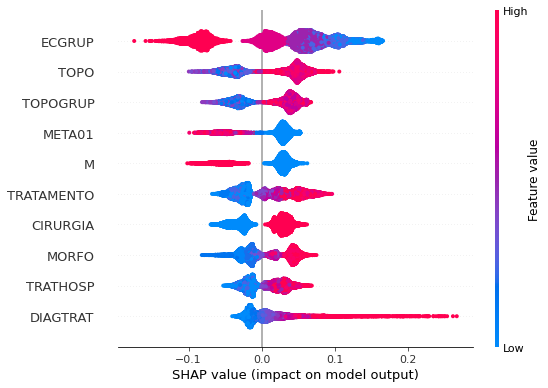 High
ECGRUP
TOPO
TOPOGRUP
META01
M
TRATAMENTO
CIRURGIA
MORFO
TRATHOSP
DIAGTRAT
Feature value
Low
−0.1 0.0 0.1 0.2
SHAP value (impact on model output)